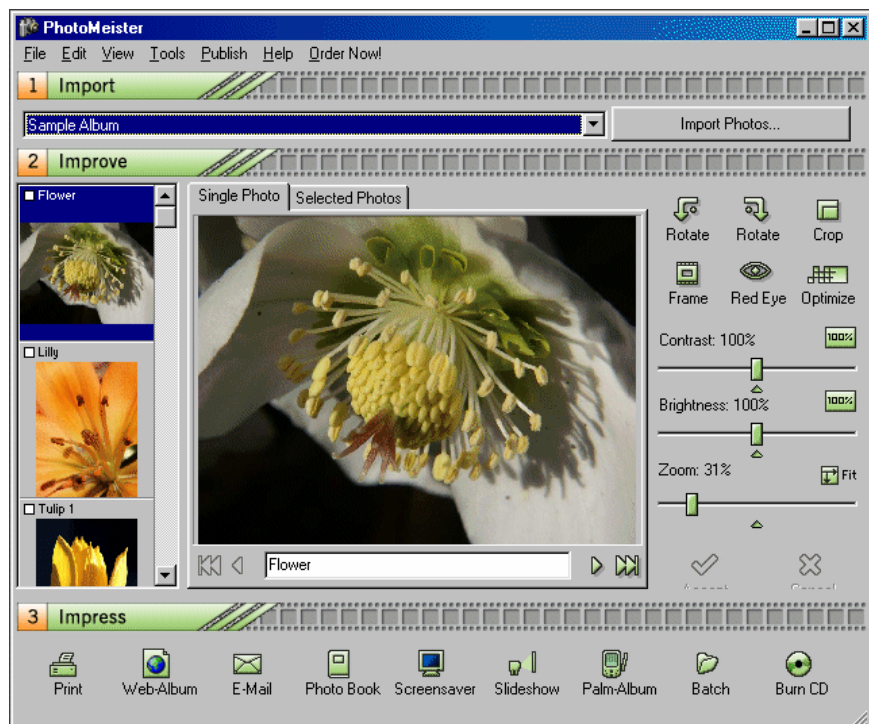 PhotoMeister
File Edit View Tools Publish Help Order Now!
1 Import
Sample Album Import Photos...
2 Improve
Flower
Lilly
Tulip 1
Single Photo Selected Photos
Flower
Rotate Rotate Crop
Frame Red Eye Optimize
Contrast: 100% 100%
Brightness: 100% 100%
Zoom: 31% Fit
3 Impress
Print Web-Album E-Mail Photo Book Screensaver Slideshow Palm-Album Batch Burn CD